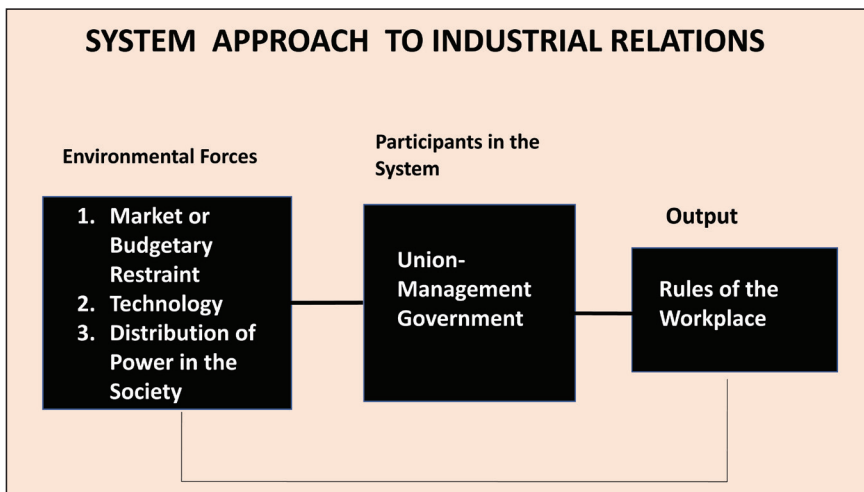 SYSTEM APPROACH TO INDUSTRIAL RELATIONS
Environmental Forces
1. Market or
Budgetary
Restraint
2. Technology
3. Distribution of
Power in the
Society
Participants in the
System
Union-
Management
Government
Output
Rules of the
Workplace